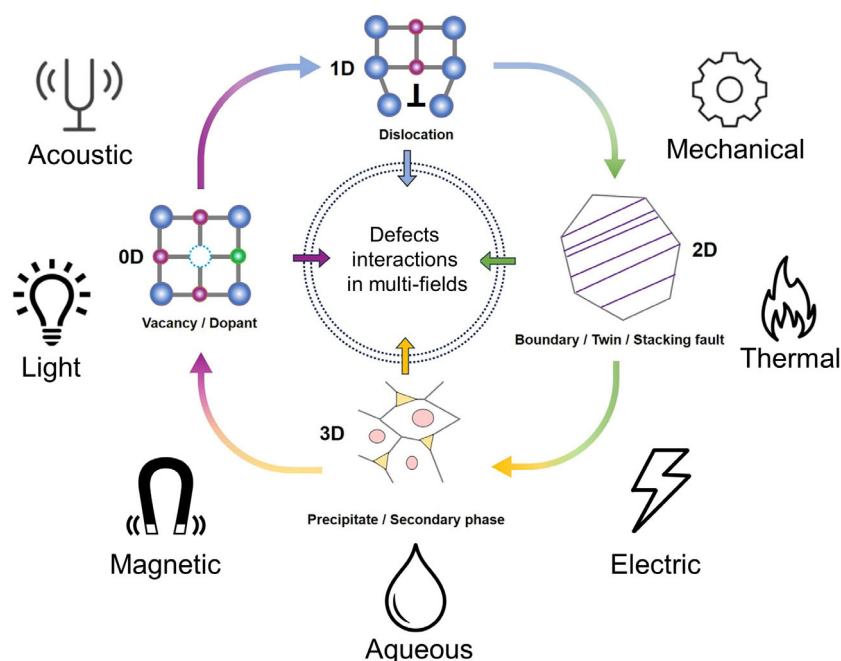 1D
Dislocation
Acoustic
Mechanical
0D
Vacancy / Dopant
Defects
interactions
in multi-fields
2D
Boundary / Twin / Stacking fault
Light
Thermal
3D
Precipitate / Secondary phase
Magnetic
Electric
Aqueous